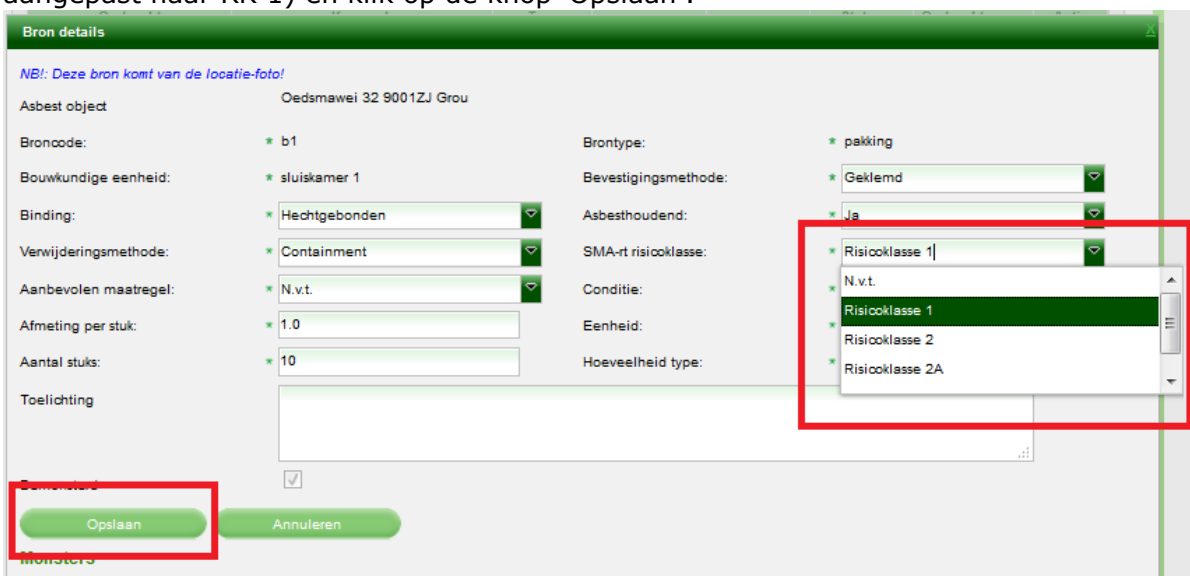 aangepast naar RK 1) en klik op de knop 'Opslaan'.
Bron details X
NB!: Deze bron komt van de locatie-foto!
Asbest object Oedsmawei 32 9001ZJ Grou
Broncode: * b1 Brontype: * pakking
Bouwkundige eenheid: * sluiskamer 1 Bevestigingsmethode: * Geklemd
Binding: * Hechtgebonden Asbesthoudend: * Ja
Verwijderingsmethode: * Containment SMA-rt risicoklasse: * Risicoklasse 1
Aanbevolen maatregel: * N.v.t. Conditie: * N.v.t.
Risicoklasse 1
Afmeting per stuk: * 1.0 Eenheid: *
Risicoklasse 2
Aantal stuks: * 10 Hoeveelheid type: * Risicoklasse 2A
Toelichting
Opslaan Annuleren
Monsters